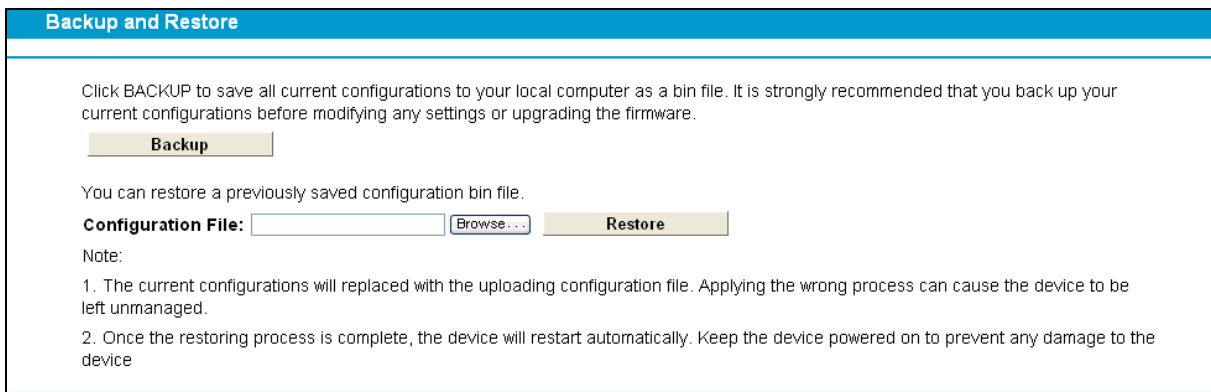 Backup and Restore
Click BACKUP to save all current configurations to your local computer as a bin file. It is strongly recommended that you back up your
current configurations before modifying any settings or upgrading the firmware.
Backup
You can restore a previously saved configuration bin file.
Configuration File: Browse... Restore
Note:
1. The current configurations will replaced with the uploading configuration file. Applying the wrong process can cause the device to be
left unmanaged.
2. Once the restoring process is complete, the device will restart automatically. Keep the device powered on to prevent any damage to the
device